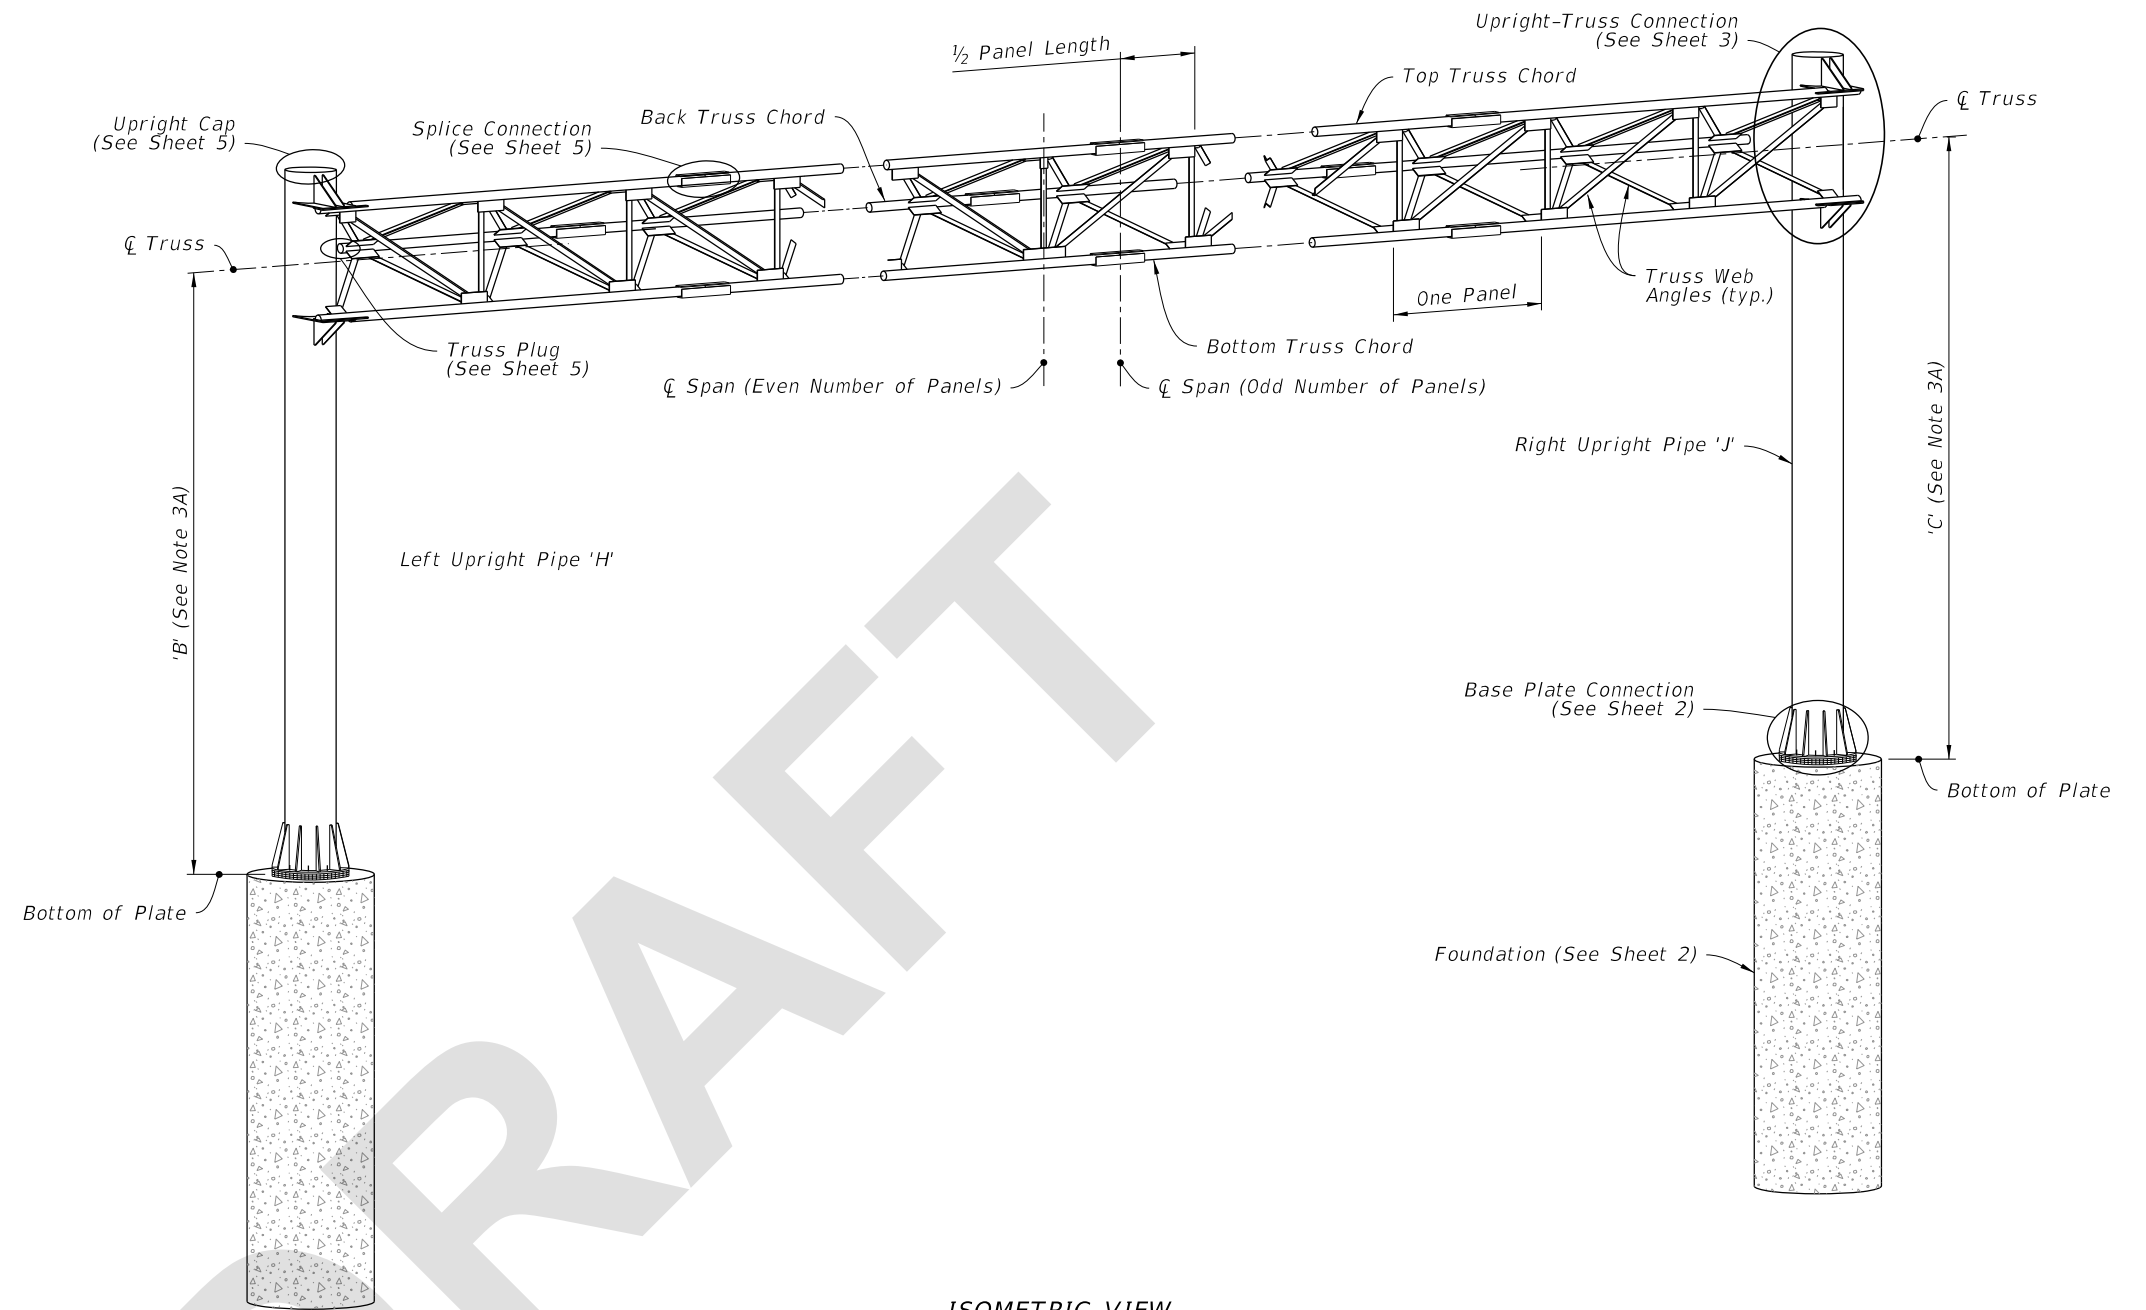 Upright-Truss Connection
(See Sheet 3)
½ Panel Length
Top Truss Chord
℄ Truss
Back Truss Chord
Upright Cap
(See Sheet 5)
Splice Connection
(See Sheet 5)
℄ Truss
Truss Web
Angles (typ.)
One Panel
Bottom Truss Chord
Truss Plug
(See Sheet 5)
℄ Span (Even Number of Panels)
℄ Span (Odd Number of Panels)
Right Upright Pipe 'J'
'C' (See Note 3A)
'B' (See Note 3A)
Left Upright Pipe 'H'
Base Plate Connection
(See Sheet 2)
Bottom of Plate
Bottom of Plate
Foundation (See Sheet 2)
DRAFT
ISOMETRIC VIEW